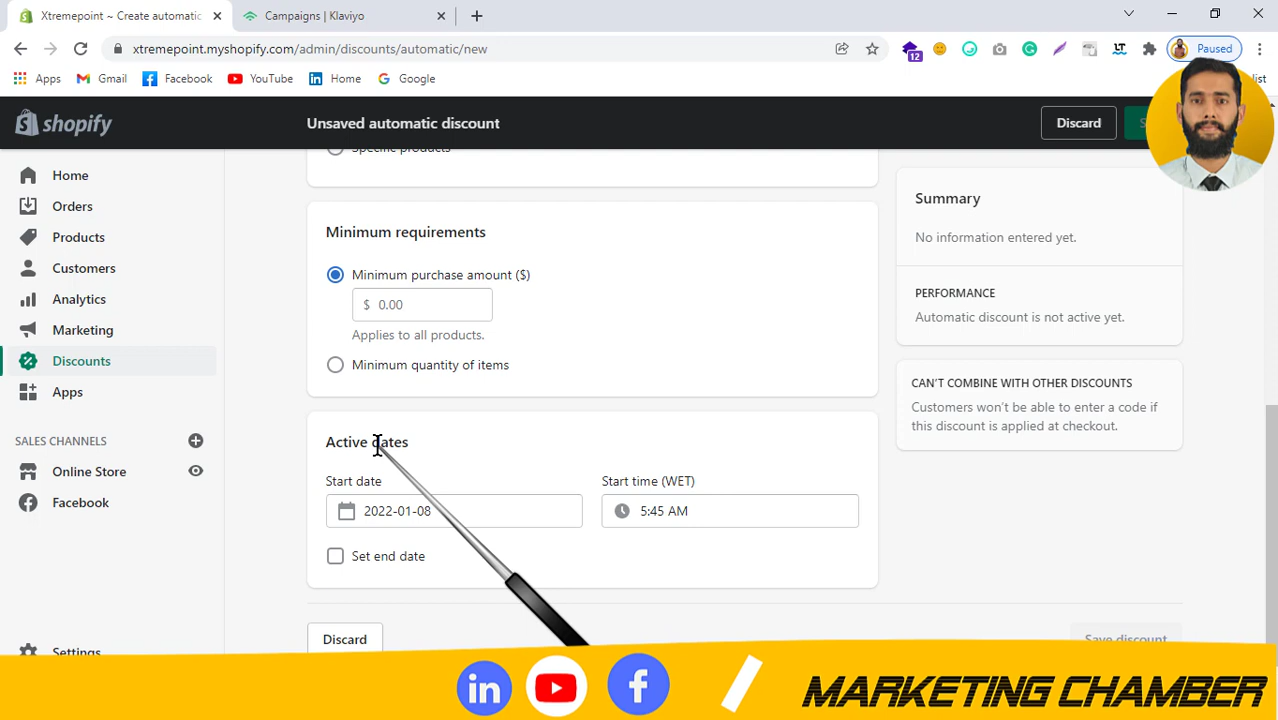 Xtremepoint ~ Create automatic
Campaigns | Klaviyo
xtremepoint.myshopify.com/admin/discounts/automatic/new
12
LT
Paused
Apps
Gmail
Facebook
YouTube
Home
Google
list
shopify
Unsaved automatic discount
Discard
Home
Orders
Products
Customers
Analytics
Marketing
Discounts
Apps
SALES CHANNELS
Online Store
Facebook
Settings
Specific products
Minimum requirements
Minimum purchase amount ($)
$ 0.00
Applies to all products.
Minimum quantity of items
Active dates
Start date
Start time (WET)
2022-01-08
5:45 AM
Set end date
Discard
Save discount
Summary
No information entered yet.
PERFORMANCE
Automatic discount is not active yet.
CAN'T COMBINE WITH OTHER DISCOUNTS
Customers won't be able to enter a code if
this discount is applied at checkout.
in
f
MARKETING CHAMBER